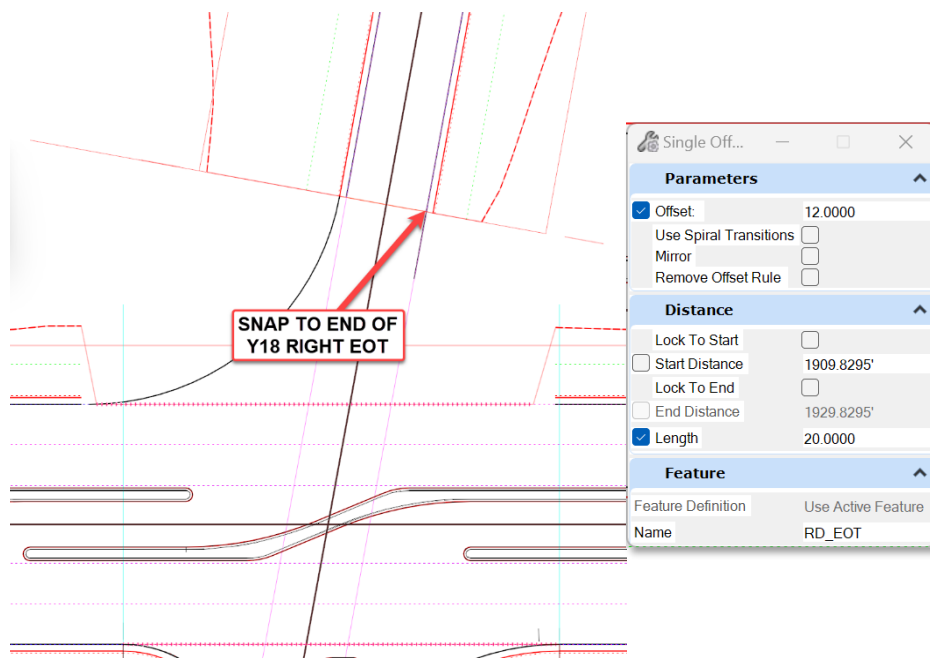 SNAP TO END OF
Y18 RIGHT EOT
Single Off...
Parameters
Offset: 12.0000
Use Spiral Transitions
Mirror
Remove Offset Rule
Distance
Lock To Start
Start Distance 1909.8295'
Lock To End
End Distance 1929.8295'
Length 20.0000
Feature
Feature Definition Use Active Feature
Name RD_EOT